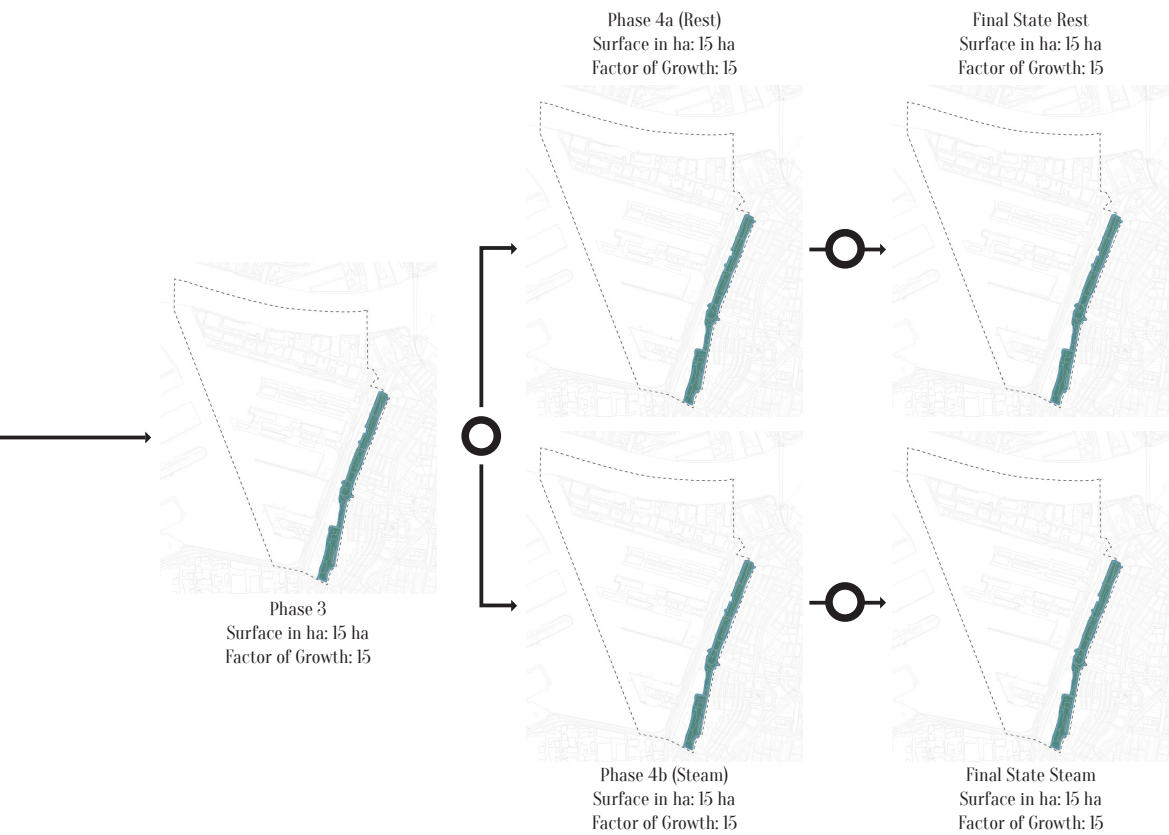 Phase 4a (Rest)
Surface in ha: 15 ha
Factor of Growth: 15
Final State Rest
Surface in ha: 15 ha
Factor of Growth: 15
Phase 3
Surface in ha: 15 ha
Factor of Growth: 15
Phase 4b (Steam)
Surface in ha: 15 ha
Factor of Growth: 15
Final State Steam
Surface in ha: 15 ha
Factor of Growth: 15